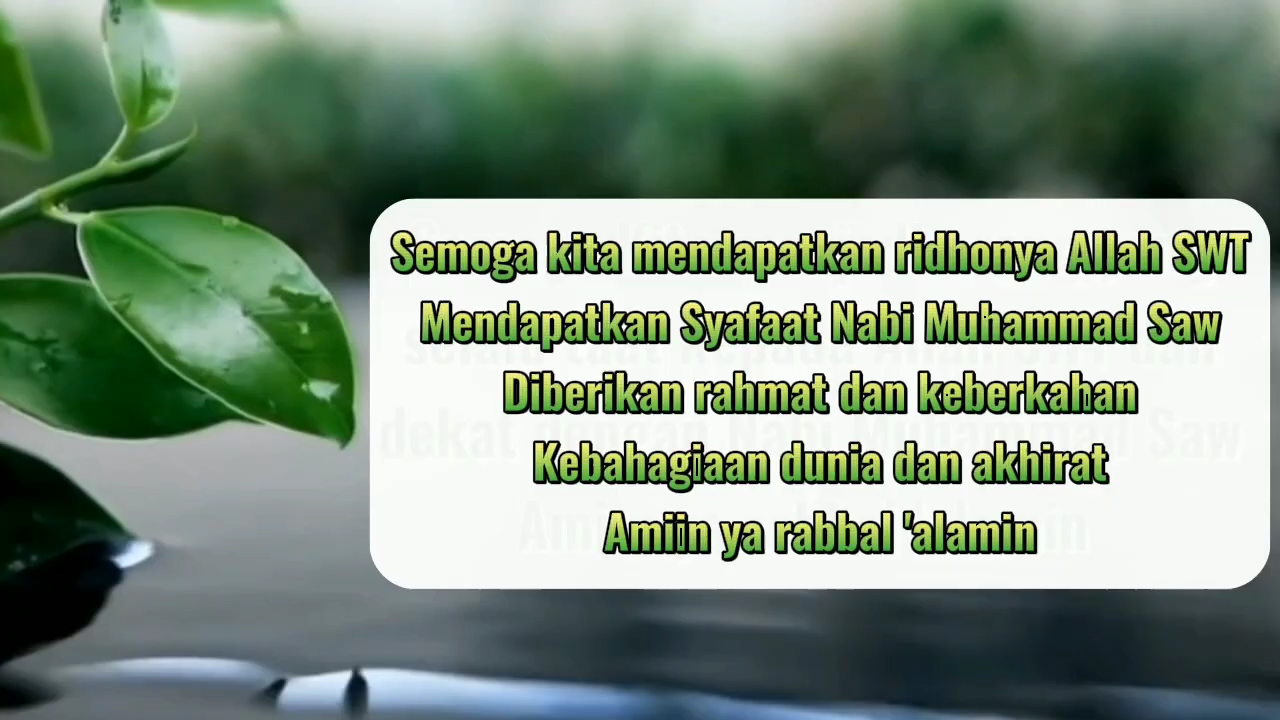 Semoga kita mendapatkan ridhonya Allah SWT
Mendapatkan Syafaat Nabi Muhammad Saw
Diberikan rahmat dan keberkahan
Kebahagiaan dunia dan akhirat
Amiin ya rabbal 'alamin